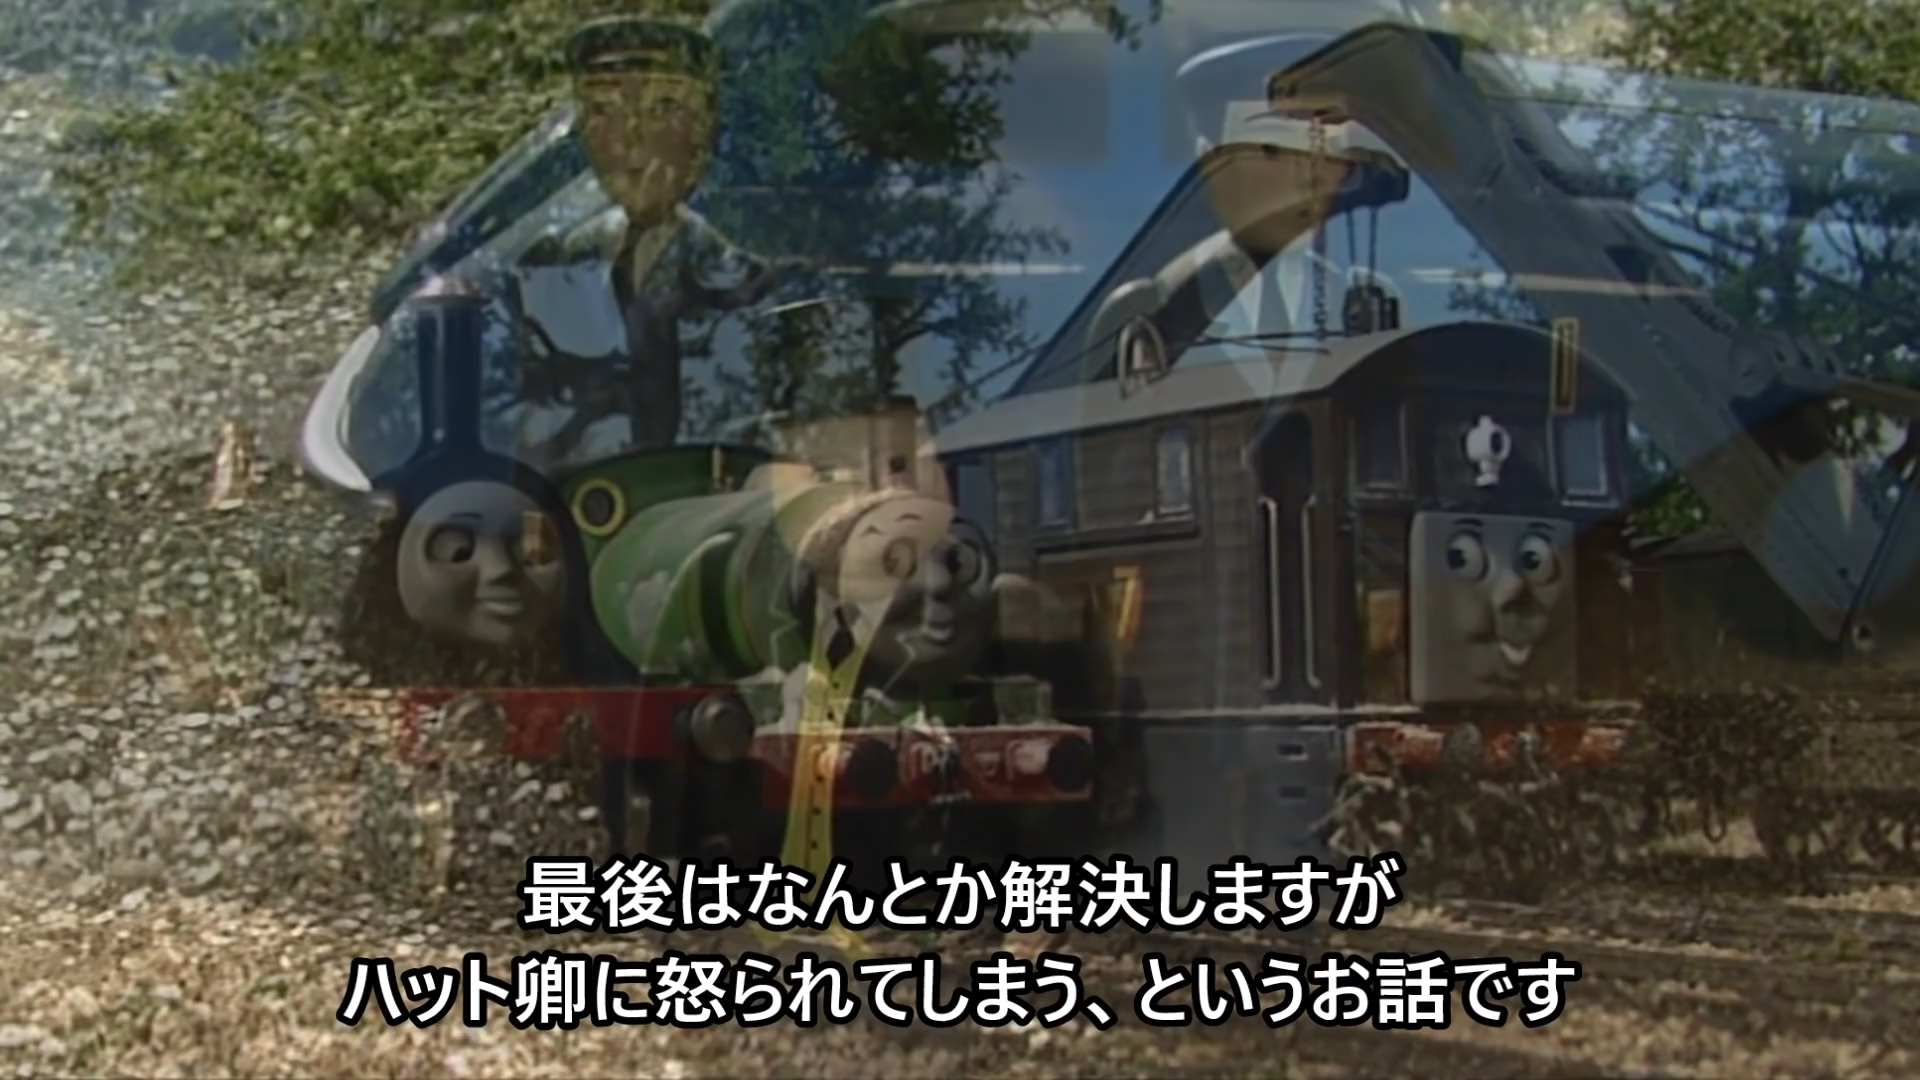 最後はなんとか解決しますが
ハット卿に怒られてしまう、というお話です
7